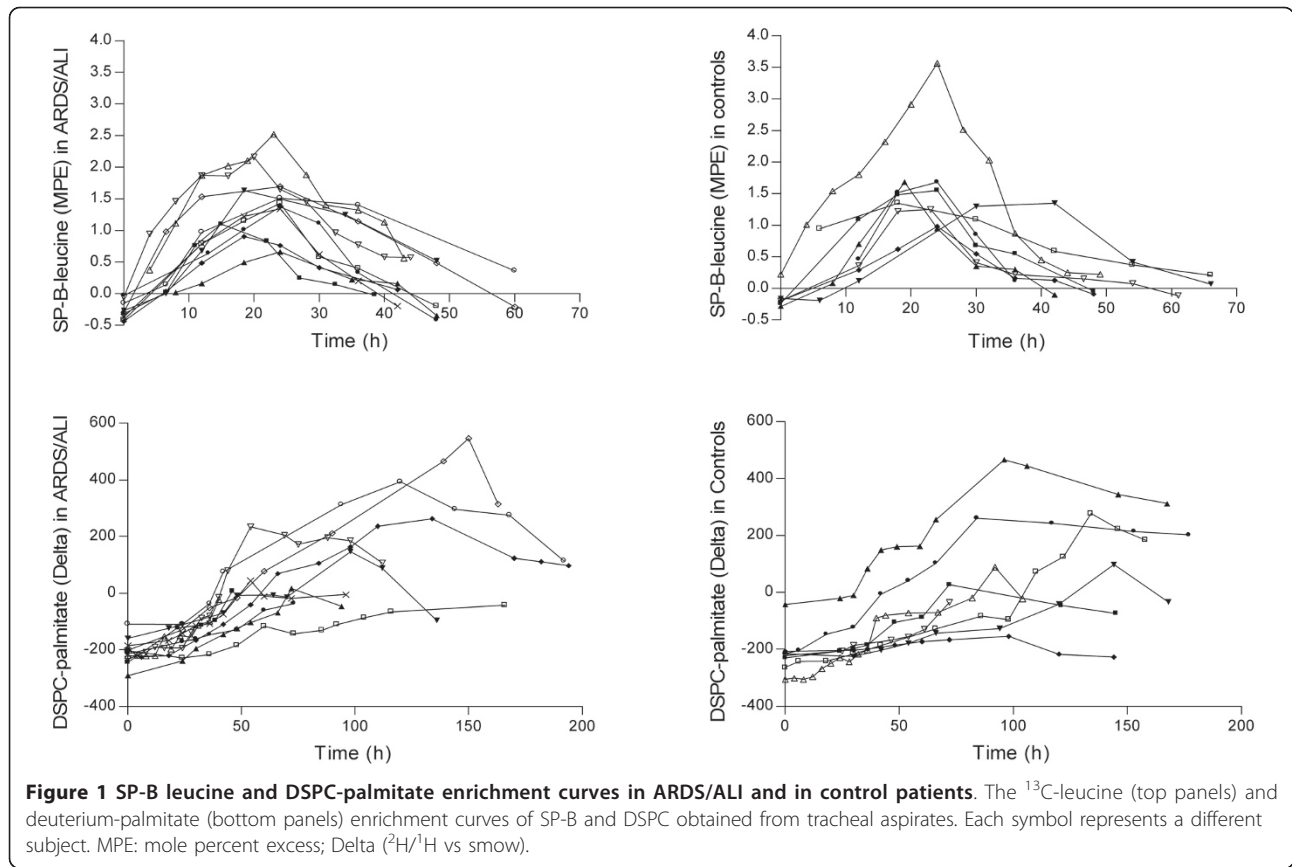 SP-B-leucine (MPE) in ARDS/ALI
4.0
3.5
3.0
2.5
2.0
1.5
1.0
0.5
0.0
-0.5
10 20 30 40 50 60 70
Time (h)
SP-B-leucine (MPE) in controls
4.0
3.5
3.0
2.5
2.0
1.5
1.0
0.5
0.0
-0.5
10 20 30 40 50 60 70
Time (h)
DSPC-palmitate (Delta) in ARDS/ALI
600
400
200
0
-200
-400
0 50 100 150 200
Time (h)
DSPC-palmitate (Delta) in Controls
600
400
200
0
-200
-400
0 50 100 150 200
Time (h)
Figure 1 SP-B leucine and DSPC-palmitate enrichment curves in ARDS/ALI and in control patients. The ¹³C-leucine (top panels) and
deuterium-palmitate (bottom panels) enrichment curves of SP-B and DSPC obtained from tracheal aspirates. Each symbol represents a different
subject. MPE: mole percent excess; Delta (²H/¹H vs smow).